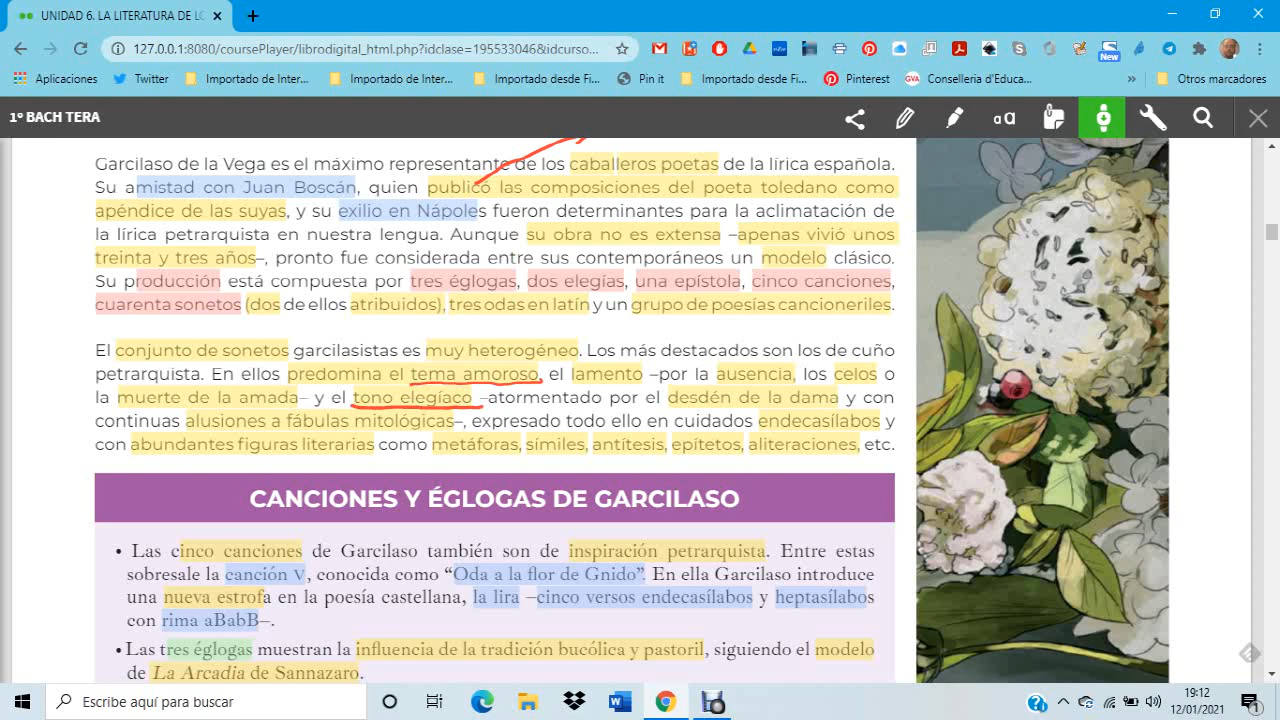 UNIDAD 6. LA LITERATURA DE LO
127.0.0.1:8080/coursePlayer/librodigital_html.php?idclase=195533046&idcurso...
New
Aplicaciones Twitter Importado de Inter... Importado de Inter... Importado desde Fi... Pin it Importado desde Fi... Pinterest GVA Conselleria d'Educa... » Otros marcadores
1º BACH TERA
aa
Garcilaso de la Vega es el máximo representante de los caballeros poetas de la lírica española.
Su amistad con Juan Boscán, quien publicó las composiciones del poeta toledano como
apéndice de las suyas, y su exilio en Nápoles fueron determinantes para la aclimatación de
la lírica petrarquista en nuestra lengua. Aunque su obra no es extensa –apenas vivió unos
treinta y tres años–, pronto fue considerada entre sus contemporáneos un modelo clásico.
Su producción está compuesta por tres églogas, dos elegías, una epístola, cinco canciones,
cuarenta sonetos (dos de ellos atribuidos), tres odas en latín y un grupo de poesías cancioneriles.
El conjunto de sonetos garcilasistas es muy heterogéneo. Los más destacados son los de cuño
petrarquista. En ellos predomina el tema amoroso, el lamento –por la ausencia, los celos o
la muerte de la amada– y el tono elegíaco –atormentado por el desdén de la dama y con
continuas alusiones a fábulas mitológicas–, expresado todo ello en cuidados endecasílabos y
con abundantes figuras literarias como metáforas, símiles, antítesis, epítetos, aliteraciones, etc.
CANCIONES Y ÉGLOGAS DE GARCILASO
• Las cinco canciones de Garcilaso también son de inspiración petrarquista. Entre estas
sobresale la canción V, conocida como “Oda a la flor de Gnido”. En ella Garcilaso introduce
una nueva estrofa en la poesía castellana, la lira –cinco versos endecasílabos y heptasílabos
con rima aBabB–.
• Las tres églogas muestran la influencia de la tradición bucólica y pastoril, siguiendo el modelo
de La Arcadia de Sannazaro.
Escribe aquí para buscar
19:12
12/01/2021
1